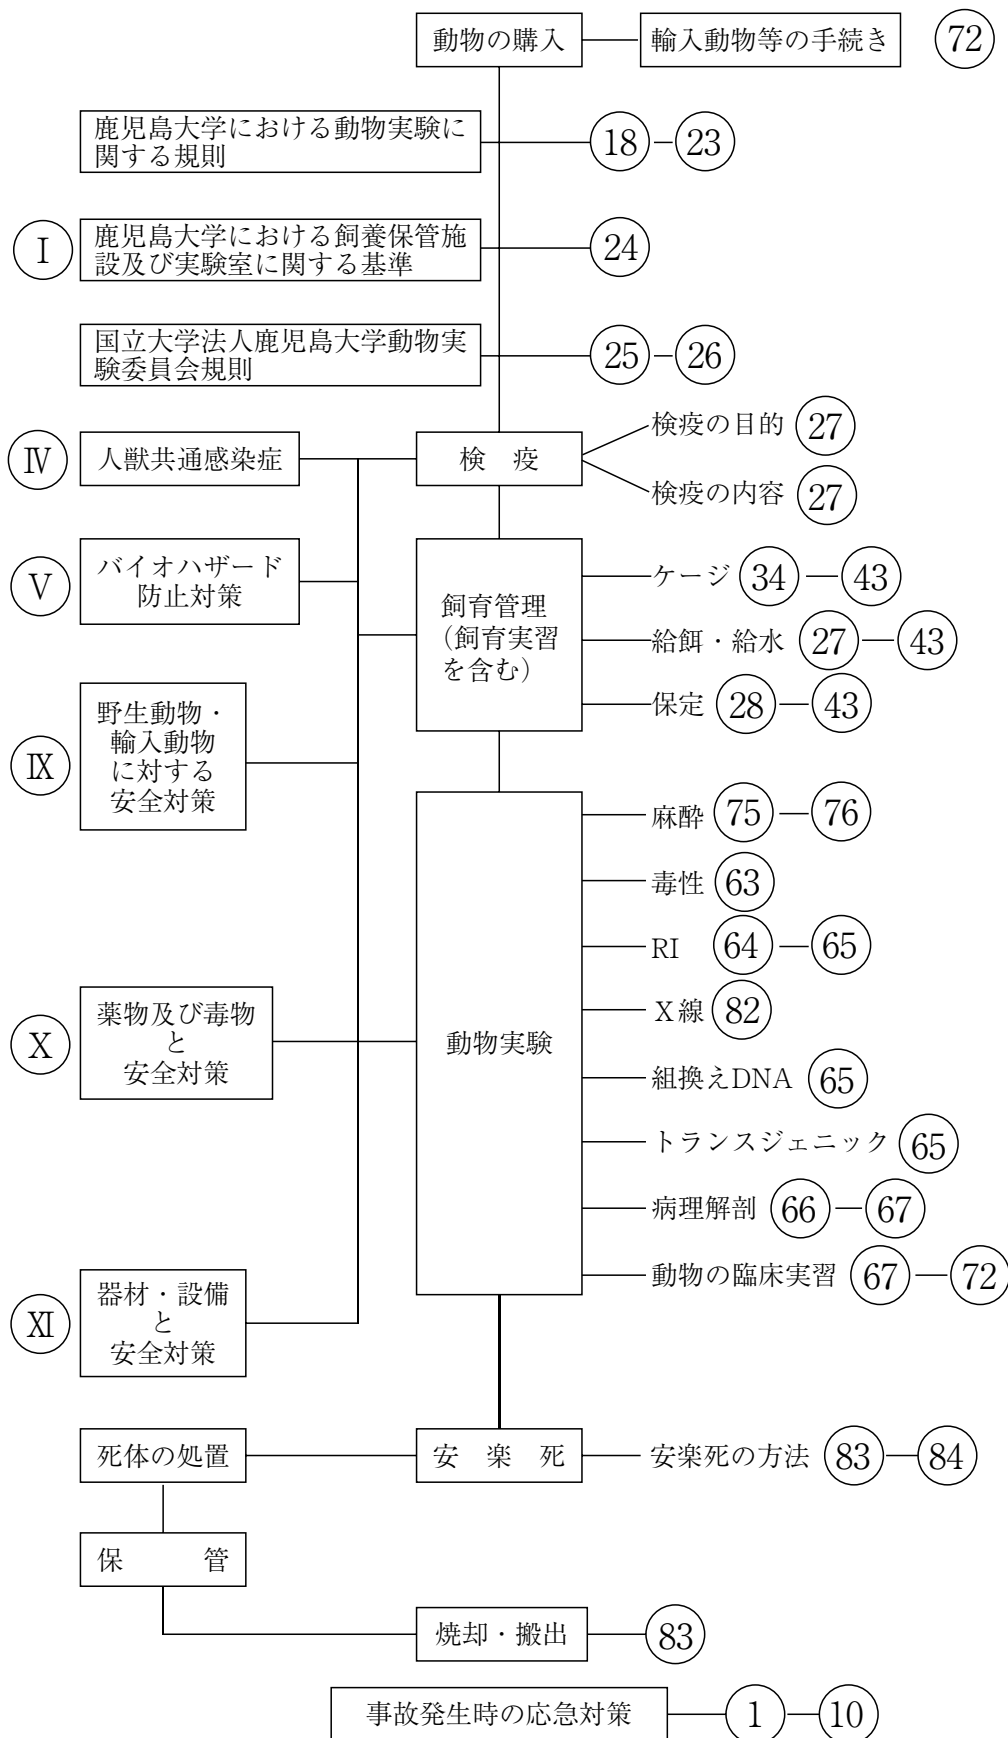 動物の購入 輸入動物等の手続き 72
鹿児島大学における動物実験に
関する規則
18 23
I
鹿児島大学における飼養保管施
設及び実験室に関する基準
24
国立大学法人鹿児島大学動物実
験委員会規則
25 26
Ⅳ 人獣共通感染症 検 疫
検疫の目的 27
検疫の内容 27
Ⅴ
バイオハザード
防止対策
飼育管理
(飼育実習
を含む)
ケージ 34 43
給餌・給水 27 43
保定 28 43
Ⅸ
野生動物・
輸入動物
に対する
安全対策
動物実験
麻酔 75 76
毒性 63
RI 64 65
X線 82
組換えDNA 65
トランスジェニック 65
病理解剖 66 67
動物の臨床実習 67 72
Ⅹ
薬物及び毒物
と
安全対策
Ⅺ
器材・設備
と
安全対策
死体の処置 安 楽 死 安楽死の方法 83 84
保 管
焼却・搬出 83
事故発生時の応急対策 1 10